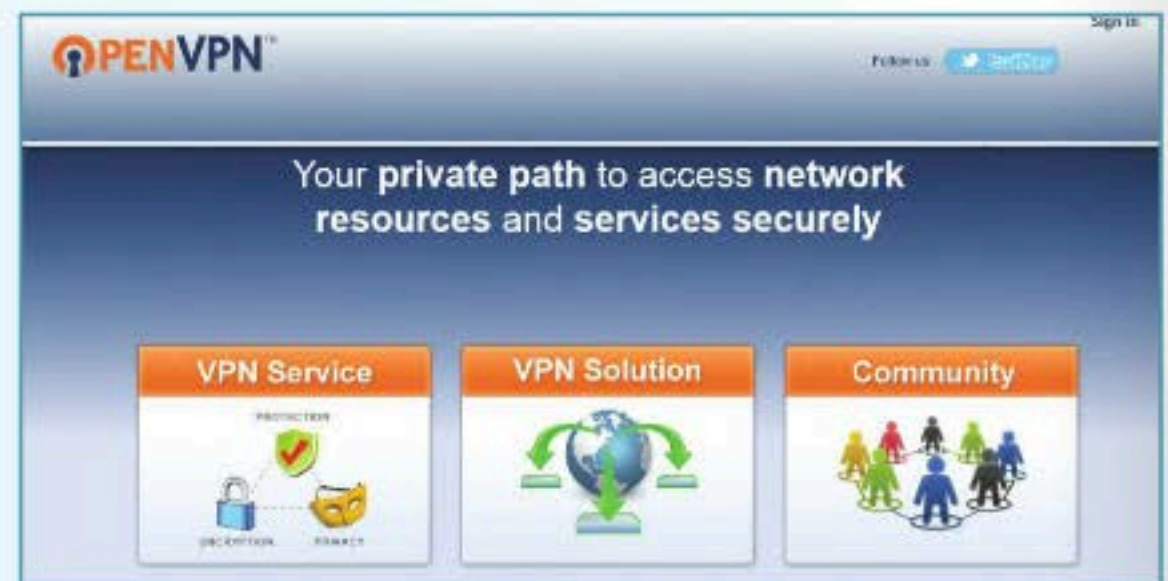 Sign in
OPENVPN™
Follow us
Your private path to access network
resources and services securely
VPN Service
VPN Solution
Community
PROTECTION
ENCRYPTION PRIVACY